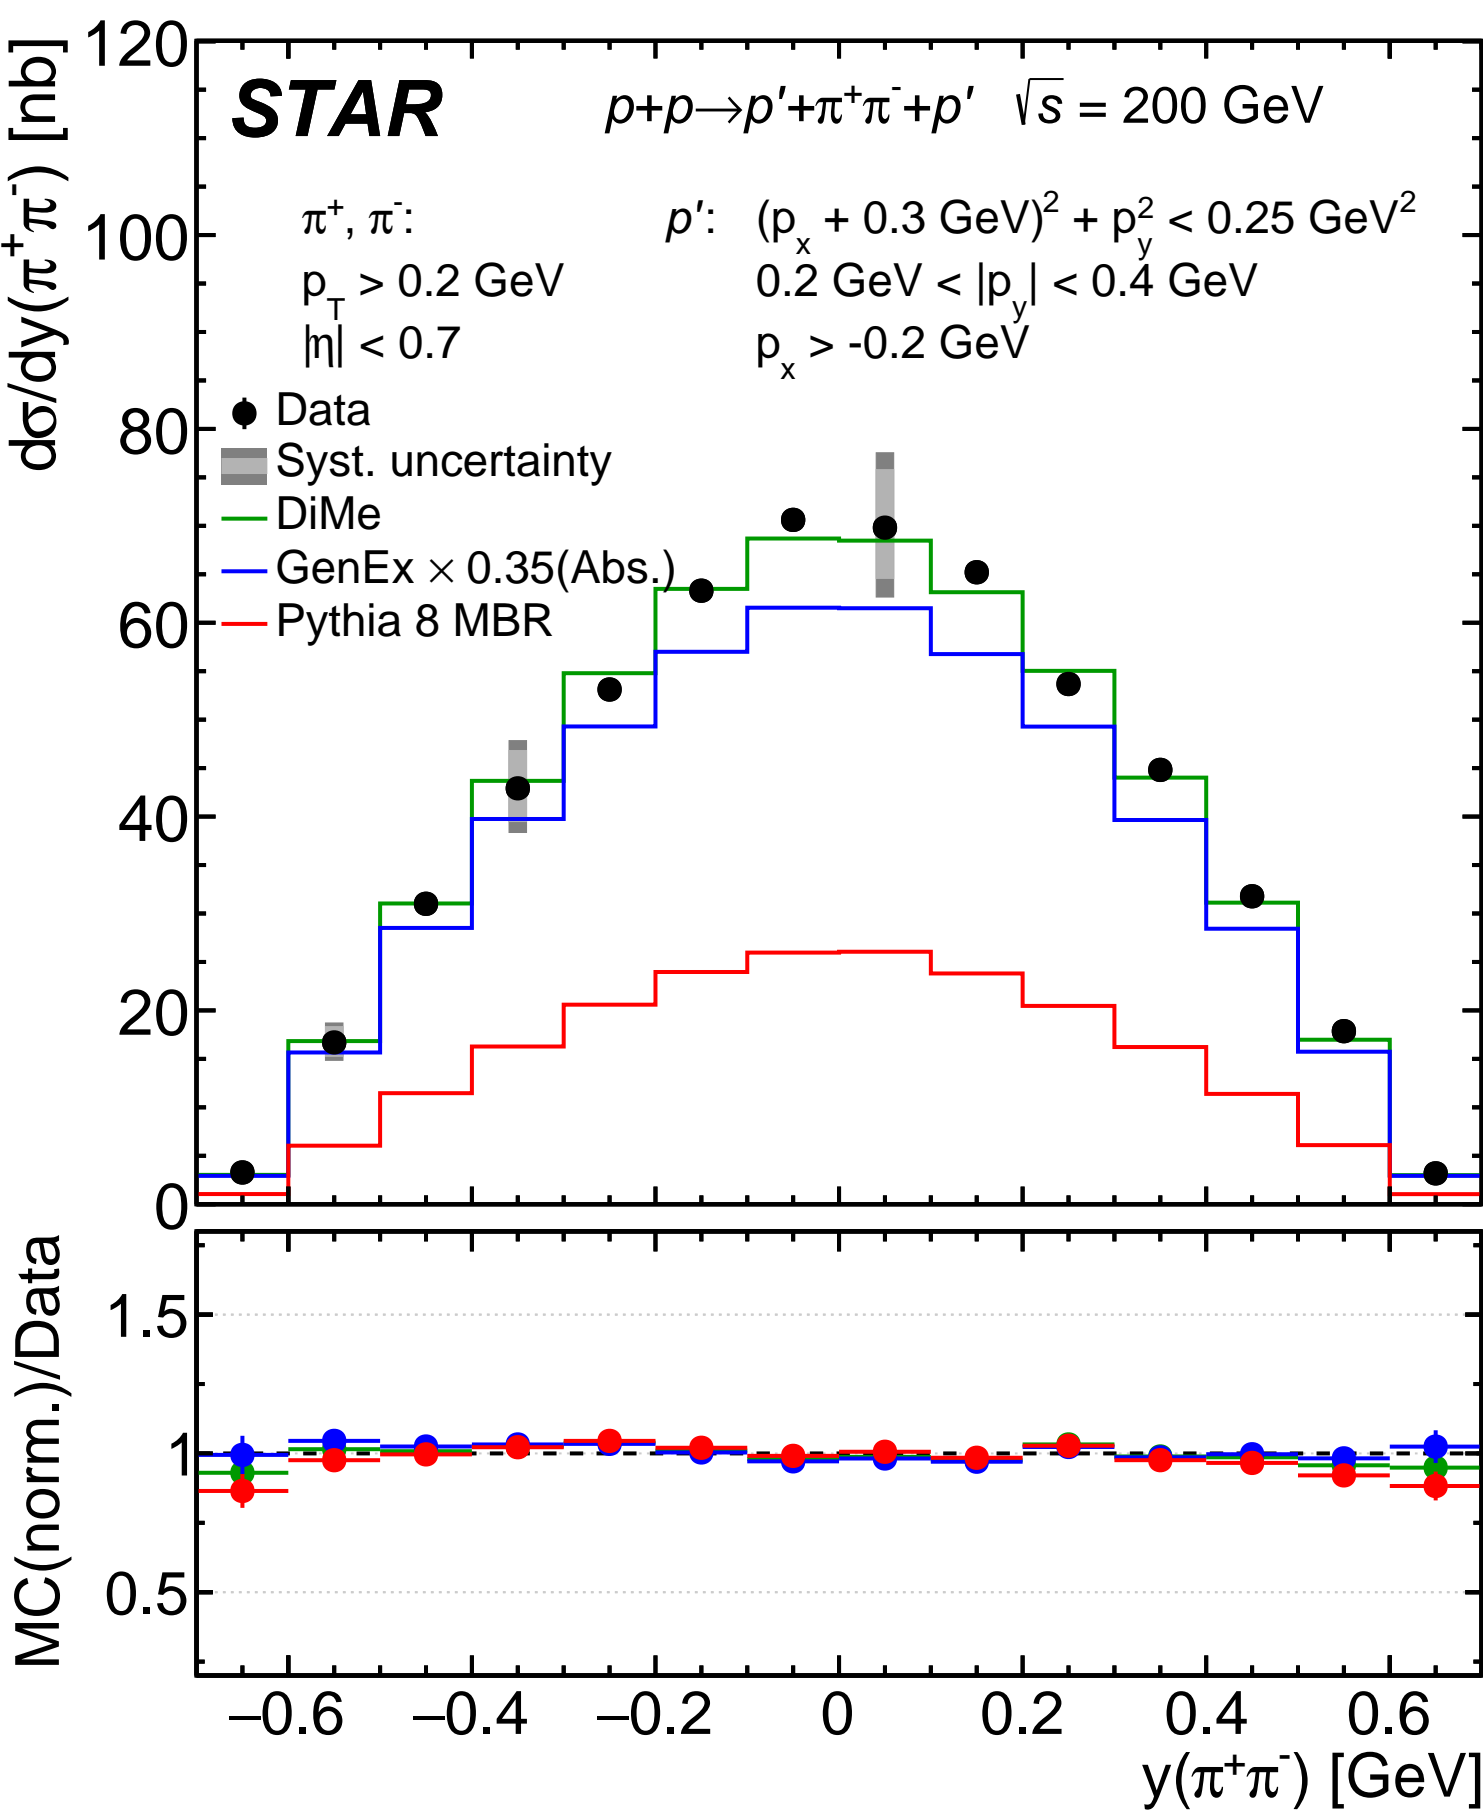 120
100
80
60
40
20
0
dσ/dy(π⁺π⁻) [nb]
STAR p+p→p′+π⁺π⁻+p′ √s = 200 GeV
π⁺, π⁻: p′: (pₓ + 0.3 GeV)² + p_y² < 0.25 GeV²
p_T > 0.2 GeV 0.2 GeV < |p_y| < 0.4 GeV
|η| < 0.7 pₓ > -0.2 GeV
Data
Syst. uncertainty
DiMe
GenEx × 0.35(Abs.)
Pythia 8 MBR
MC(norm.)/Data
1.5
1
0.5
−0.6 −0.4 −0.2 0 0.2 0.4 0.6
y(π⁺π⁻) [GeV]